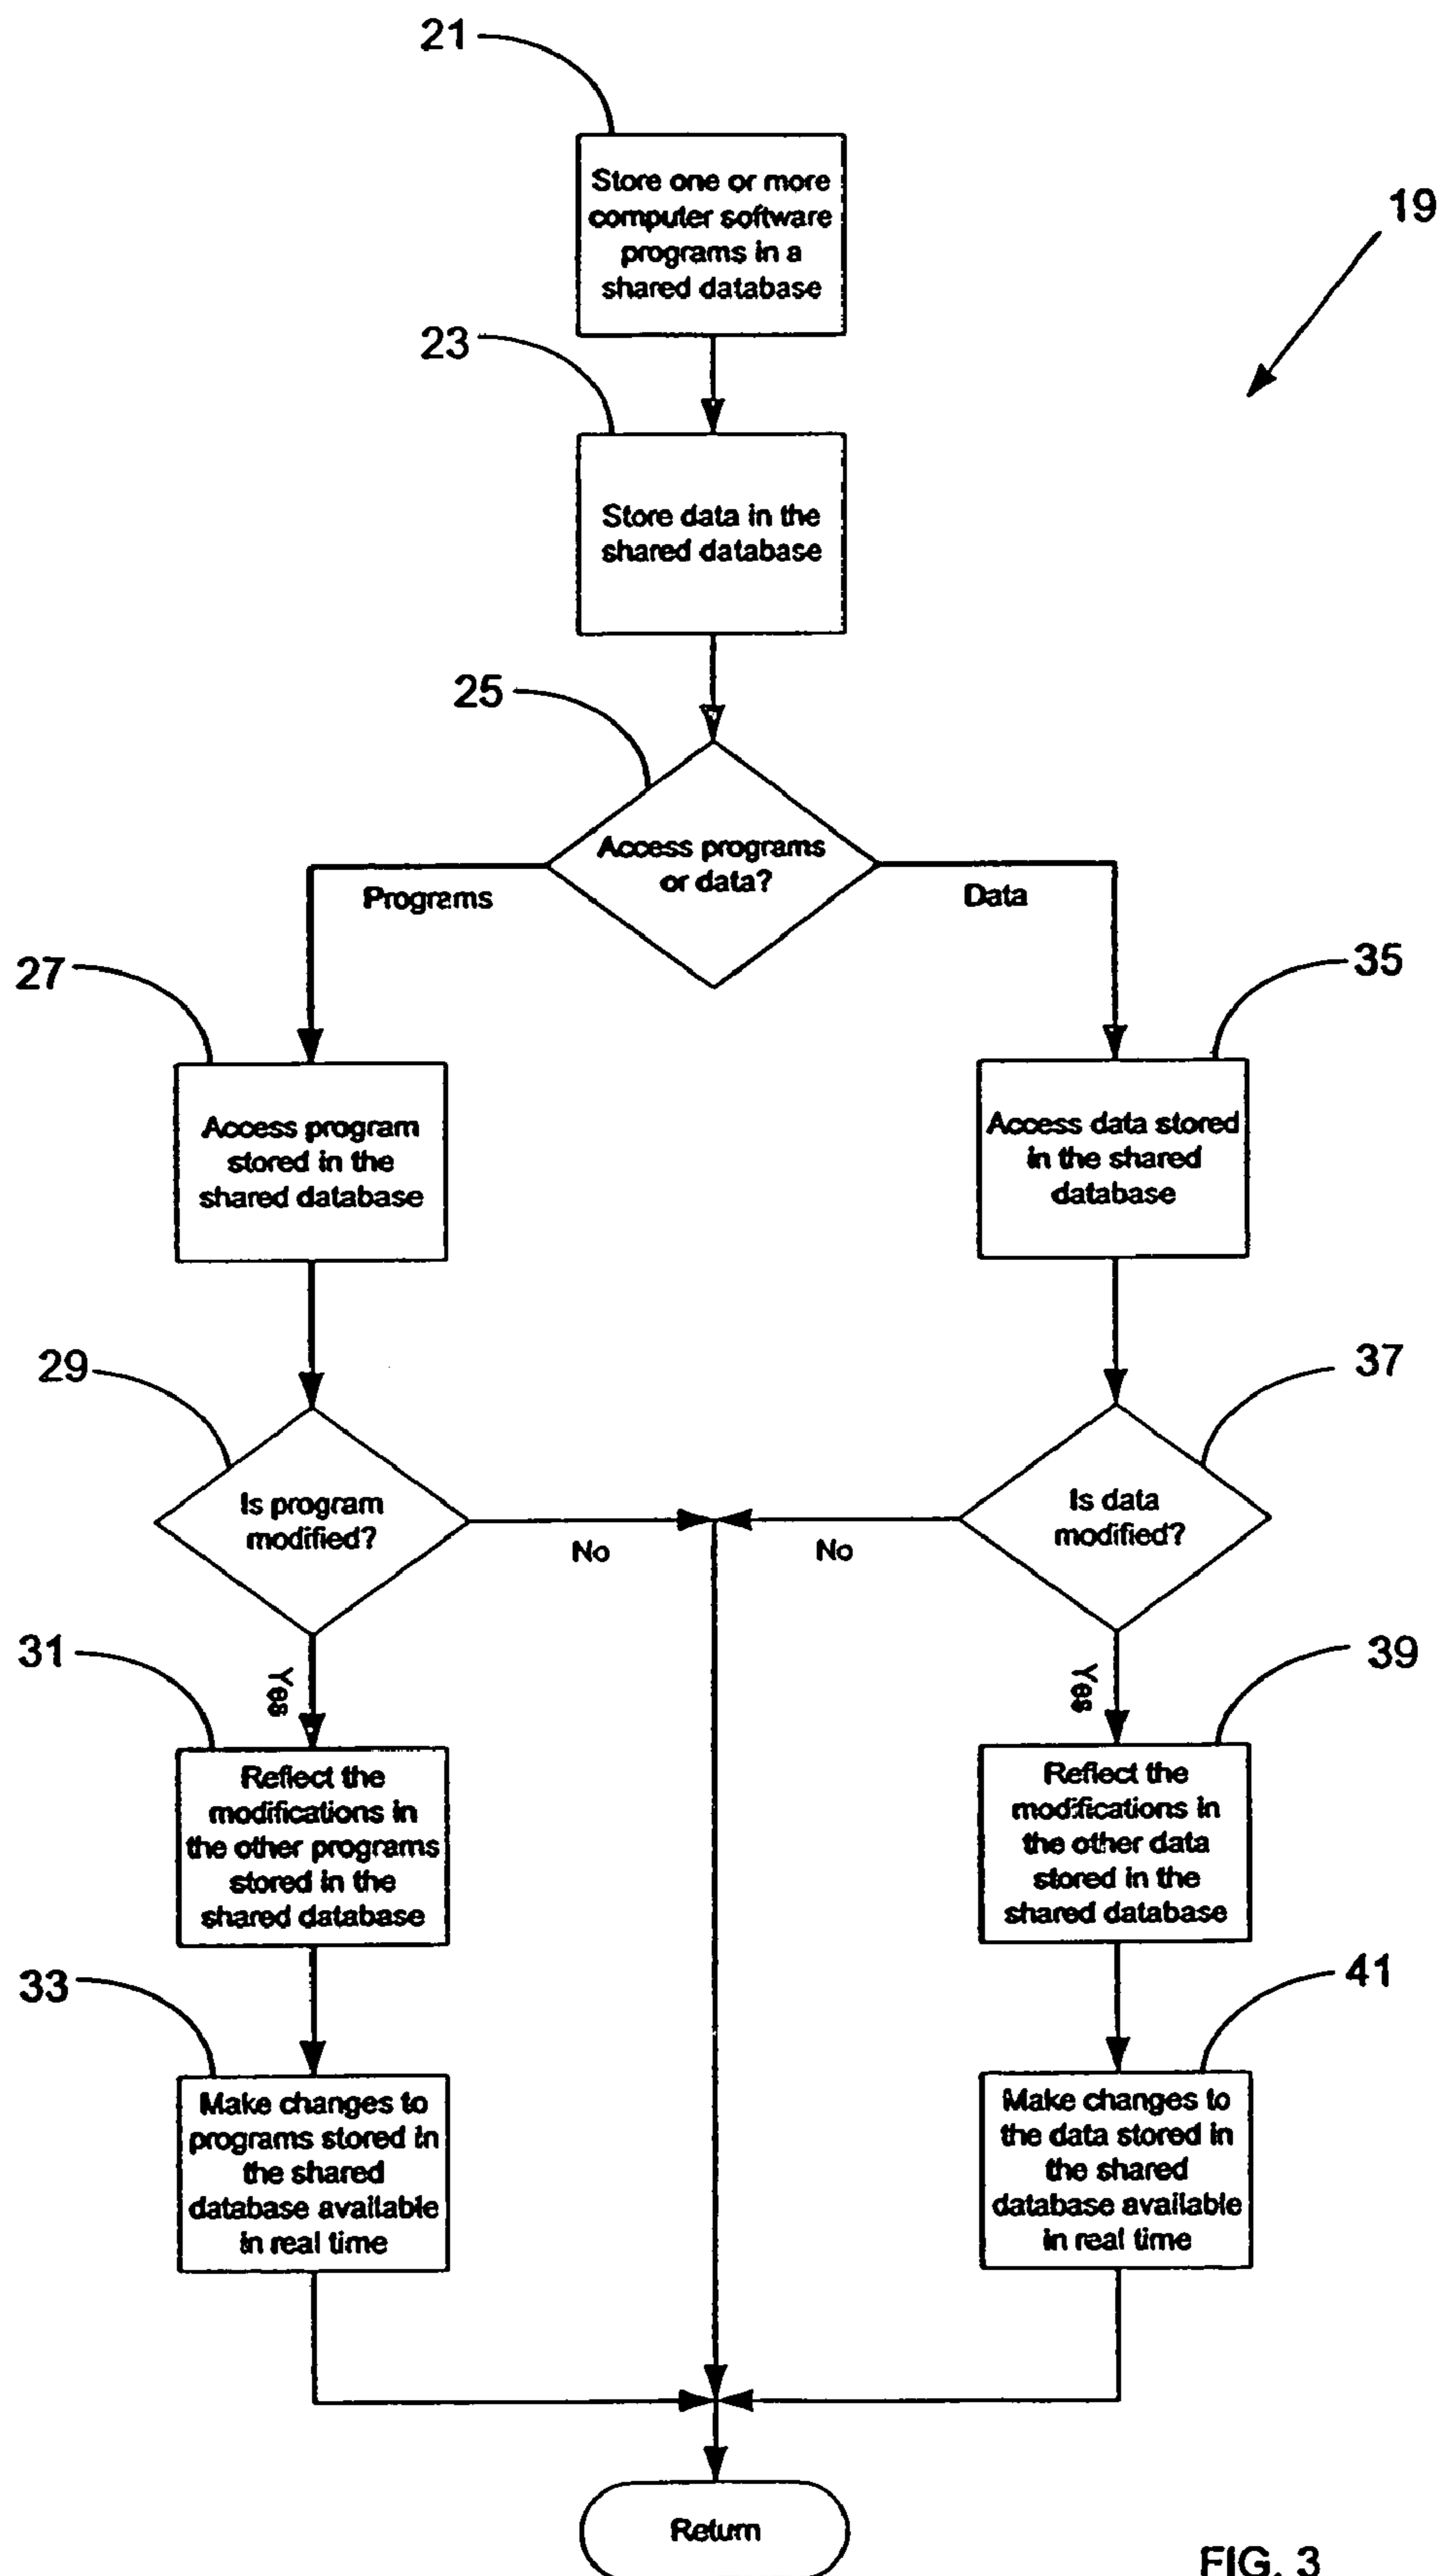 21
Store one or more
computer software
programs in a
shared database
19
23
Store data in the
shared database
25
Access programs
or data?
Programs
Data
27
35
Access program
stored in the
shared database
Access data stored
in the shared
database
29
37
Is program
modified?
Is data
modified?
No
No
31
Yes
39
Yes
Reflect the
modifications in
the other programs
stored in the
shared database
Reflect the
modifications in
the other data
stored in the
shared database
33
41
Make changes to
programs stored in
the shared
database available
in real time
Make changes to
the data stored in
the shared
database available
in real time
Return
FIG. 3